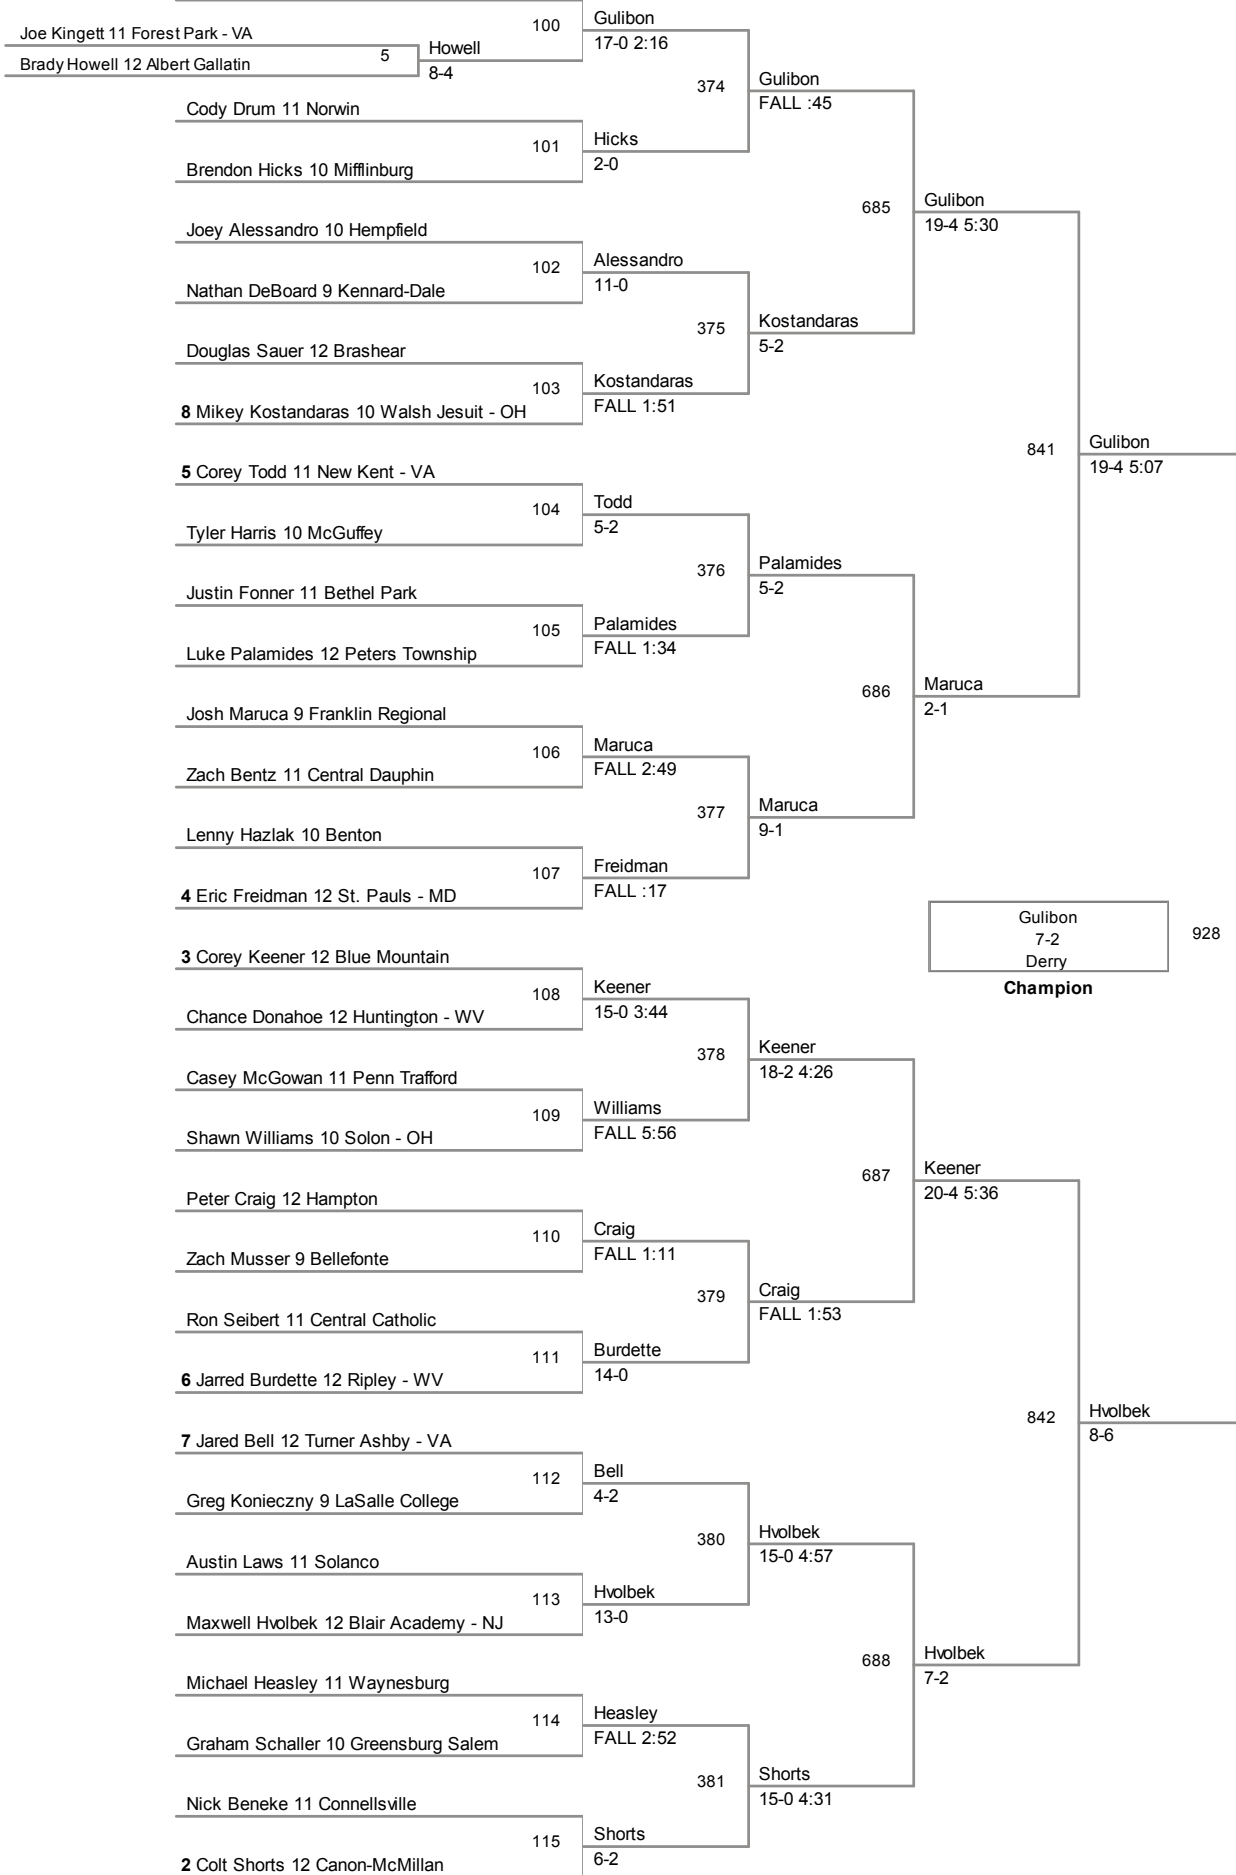 100
Gulibon
17-0 2:16
Joe Kingett 11 Forest Park - VA
5
Brady Howell 12 Albert Gallatin
Howell
8-4
374
Gulibon
FALL :45
Cody Drum 11 Norwin
101
Hicks
2-0
Brendon Hicks 10 Mifflinburg
685
Gulibon
19-4 5:30
Joey Alessandro 10 Hempfield
102
Alessandro
11-0
Nathan DeBoard 9 Kennard-Dale
375
Kostandaras
5-2
Douglas Sauer 12 Brashear
103
Kostandaras
FALL 1:51
8 Mikey Kostandaras 10 Walsh Jesuit - OH
841
Gulibon
19-4 5:07
5 Corey Todd 11 New Kent - VA
104
Todd
5-2
Tyler Harris 10 McGuffey
376
Palamides
5-2
Justin Fonner 11 Bethel Park
105
Palamides
FALL 1:34
Luke Palamides 12 Peters Township
686
Maruca
2-1
Josh Maruca 9 Franklin Regional
106
Maruca
FALL 2:49
Zach Bentz 11 Central Dauphin
377
Maruca
9-1
Lenny Hazlak 10 Benton
107
Freidman
FALL :17
4 Eric Freidman 12 St. Pauls - MD
Gulibon
7-2
Derry
928
Champion
3 Corey Keener 12 Blue Mountain
108
Keener
15-0 3:44
Chance Donahoe 12 Huntington - WV
378
Keener
18-2 4:26
Casey McGowan 11 Penn Trafford
109
Williams
FALL 5:56
Shawn Williams 10 Solon - OH
687
Keener
20-4 5:36
Peter Craig 12 Hampton
110
Craig
FALL 1:11
Zach Musser 9 Bellefonte
379
Craig
FALL 1:53
Ron Seibert 11 Central Catholic
111
Burdette
14-0
6 Jarred Burdette 12 Ripley - WV
842
Hvolbek
8-6
7 Jared Bell 12 Turner Ashby - VA
112
Bell
4-2
Greg Konieczny 9 LaSalle College
380
Hvolbek
15-0 4:57
Austin Laws 11 Solanco
113
Hvolbek
13-0
Maxwell Hvolbek 12 Blair Academy - NJ
688
Hvolbek
7-2
Michael Heasley 11 Waynesburg
114
Heasley
FALL 2:52
Graham Schaller 10 Greensburg Salem
381
Shorts
15-0 4:31
Nick Beneke 11 Connellsville
115
Shorts
6-2
2 Colt Shorts 12 Canon-McMillan